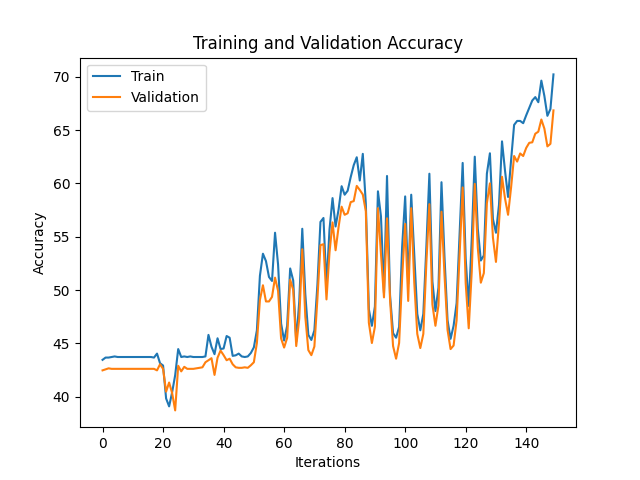 Training and Validation Accuracy
Train
Validation
70
65
60
55
50
45
40
Accuracy
0 20 40 60 80 100 120 140
Iterations